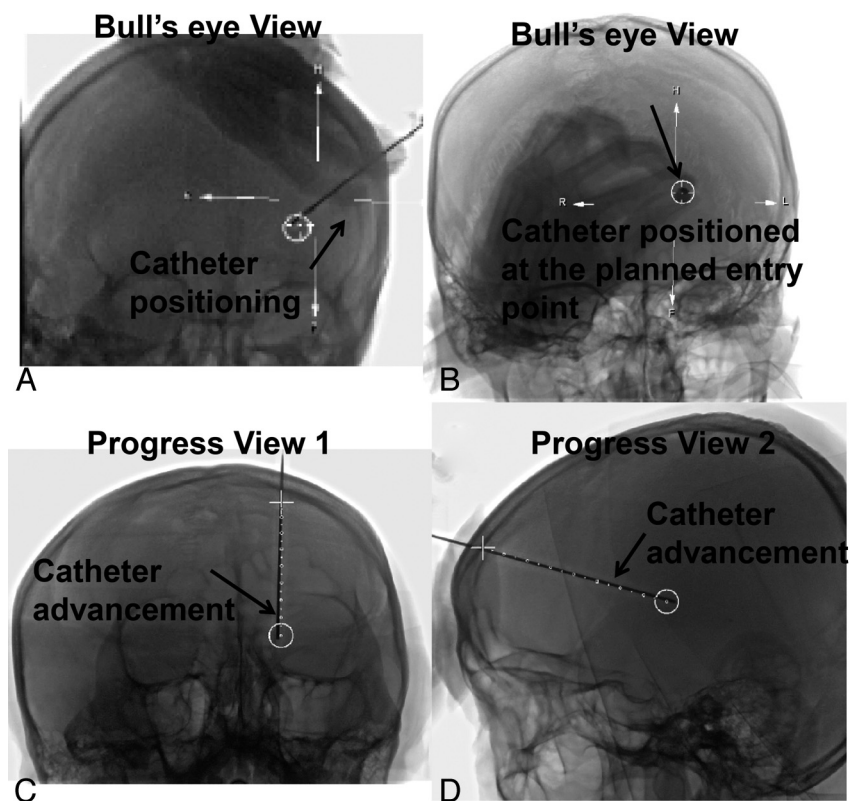 Bull's eye View
H
Catheter
positioning
A
Bull's eye View
H
R
L
Catheter positioned
at the planned entry
point
F
B
Progress View 1
Catheter
advancement
C
Progress View 2
Catheter
advancement
D